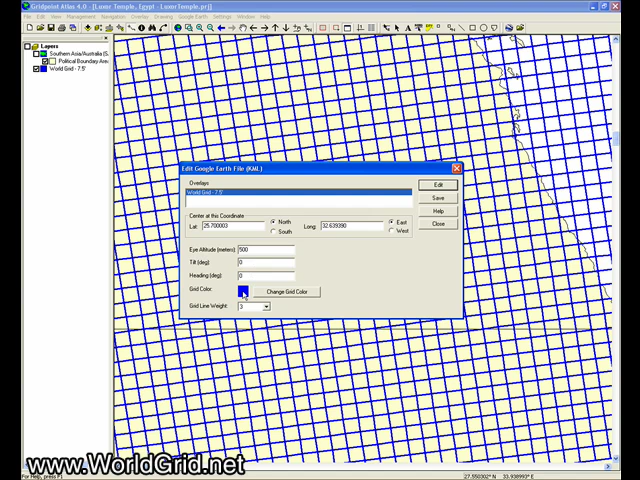 Gridpoint Atlas 4.0 - [Luxor Temple, Egypt - LuxorTemple.prj]
File Edit Management Navigation Overlay Drawing Google Earth Settings Window Help
Layers
Southern Asia/Australia (S
Political Boundary Area
World Grid - 7.5'
Edit Google Earth File (KML)
Overlays
World Grid - 7.5'
Edit
Save
Help
Close
Center at this Coordinate
Lat: 25.700003 North South Long: 32.639390 East West
Eye Altitude (meters): 500
Tilt (deg): 0
Heading (deg): 0
Grid Color: Change Grid Color
Grid Line Weight: 3
www.WorldGrid.net
For Help, press F1
27.550302° N 33.938993° E